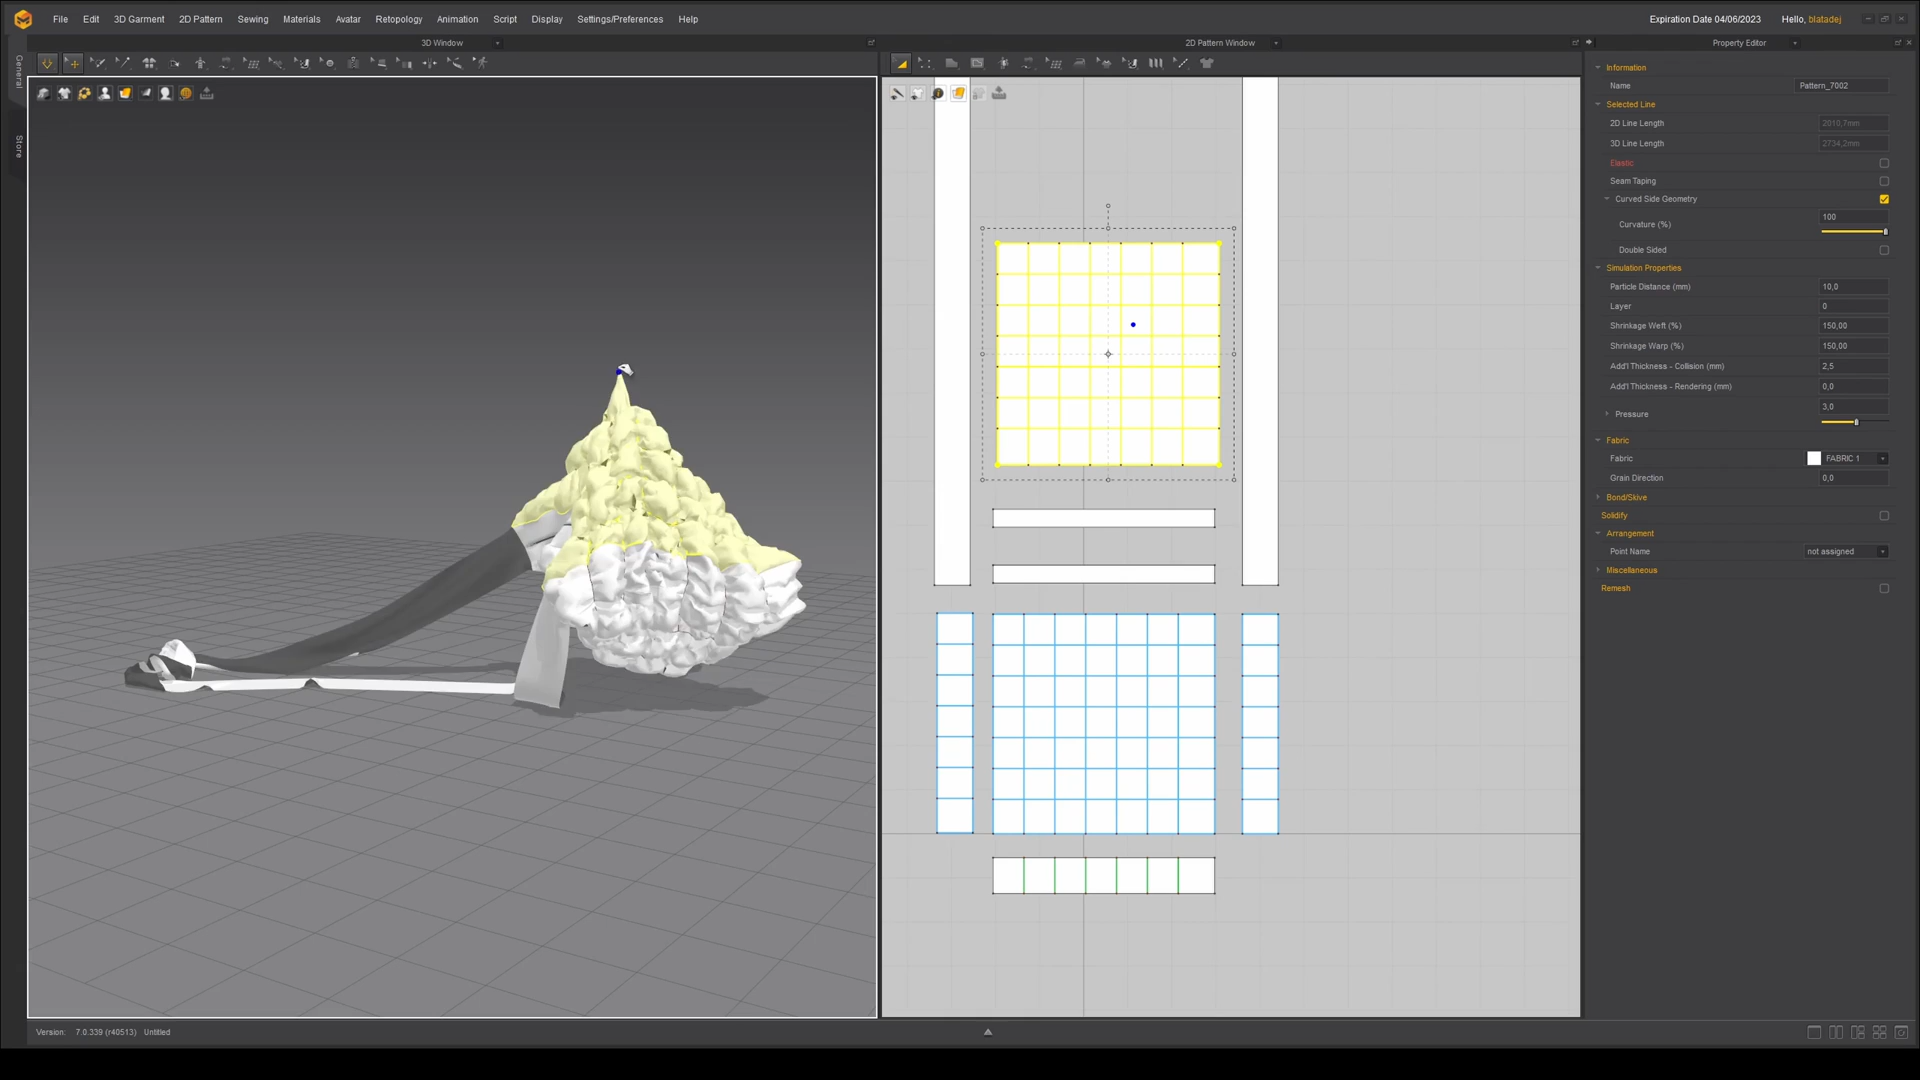 File Edit 3D Garment 2D Pattern Sewing Materials Avatar Retopology Animation Script Display Settings/Preferences Help
Expiration Date 04/06/2023 Hello, blatadej
3D Window
2D Pattern Window
Property Editor
General
Store
Information
Name Pattern_7002
Selected Line
2D Line Length 2010,7mm
3D Line Length 2734,2mm
Elastic
Seam Taping
Curved Side Geometry
Curvature (%) 100
Double Sided
Simulation Properties
Particle Distance (mm) 10,0
Layer 0
Shrinkage Weft (%) 150,00
Shrinkage Warp (%) 150,00
Add'l Thickness - Collision (mm) 2,5
Add'l Thickness - Rendering (mm) 0,0
Pressure 3,0
Fabric
Fabric FABRIC 1
Grain Direction 0,0
Bond/Skive
Solidify
Arrangement
Point Name not assigned
Miscellaneous
Remesh
Version: 7.0.339 (r40513) Untitled